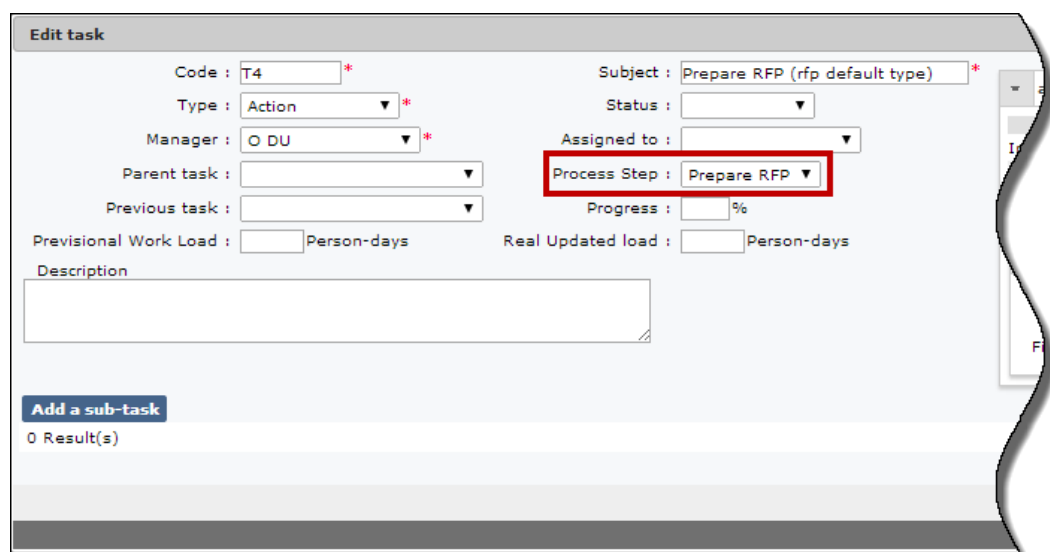 Edit task
Code : T4 * Subject : Prepare RFP (rfp default type) *
Type : Action * Status :
Manager : O DU * Assigned to :
Parent task : Process Step : Prepare RFP
Previous task : Progress : %
Previsional Work Load : Person-days Real Updated load : Person-days
Description
Add a sub-task
0 Result(s)